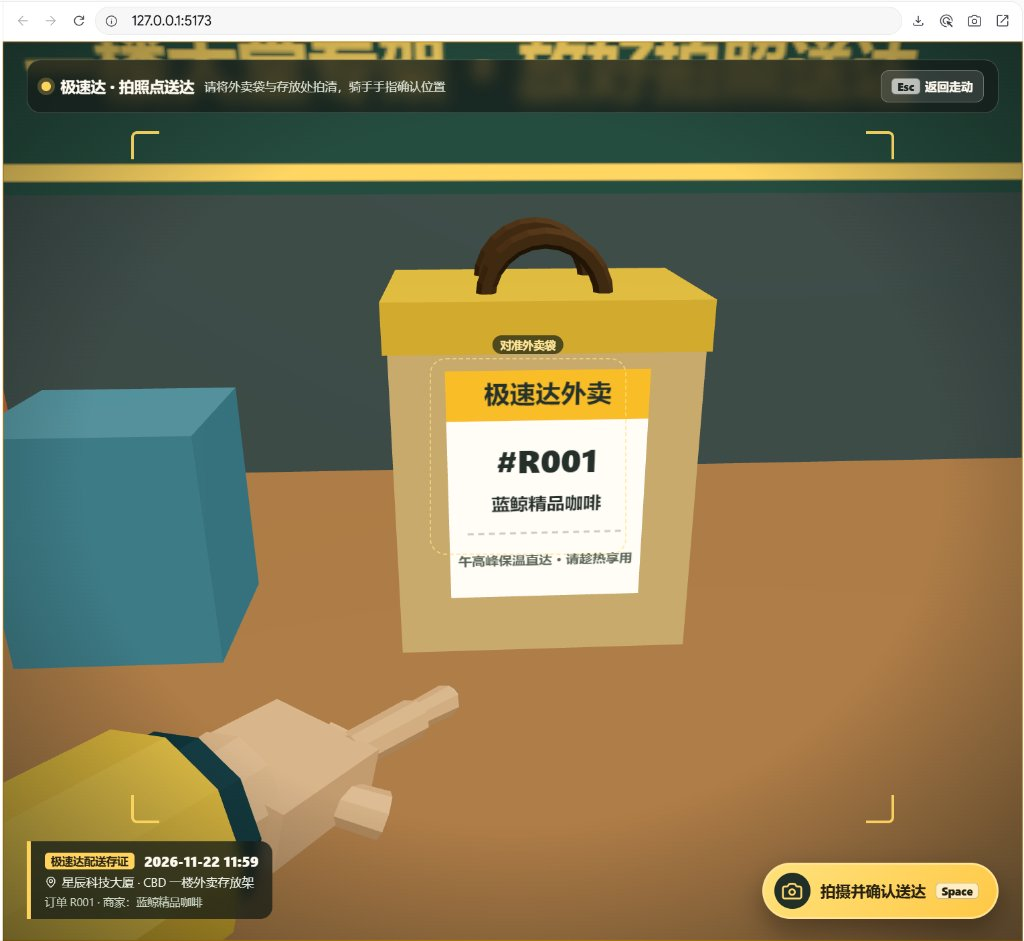 127.0.0.1:5173
极速达 · 拍照点送达 请将外卖袋与存放处拍清，骑手手指确认位置
Esc 返回走动
对准外卖袋
极速达外卖
#R001
蓝鲸精品咖啡
午高峰保温直达 · 请趁热享用
极速达配送存证 2026-11-22 11:59
星辰科技大厦 · CBD 一楼外卖存放架
订单 R001 · 商家：蓝鲸精品咖啡
拍摄并确认送达 Space